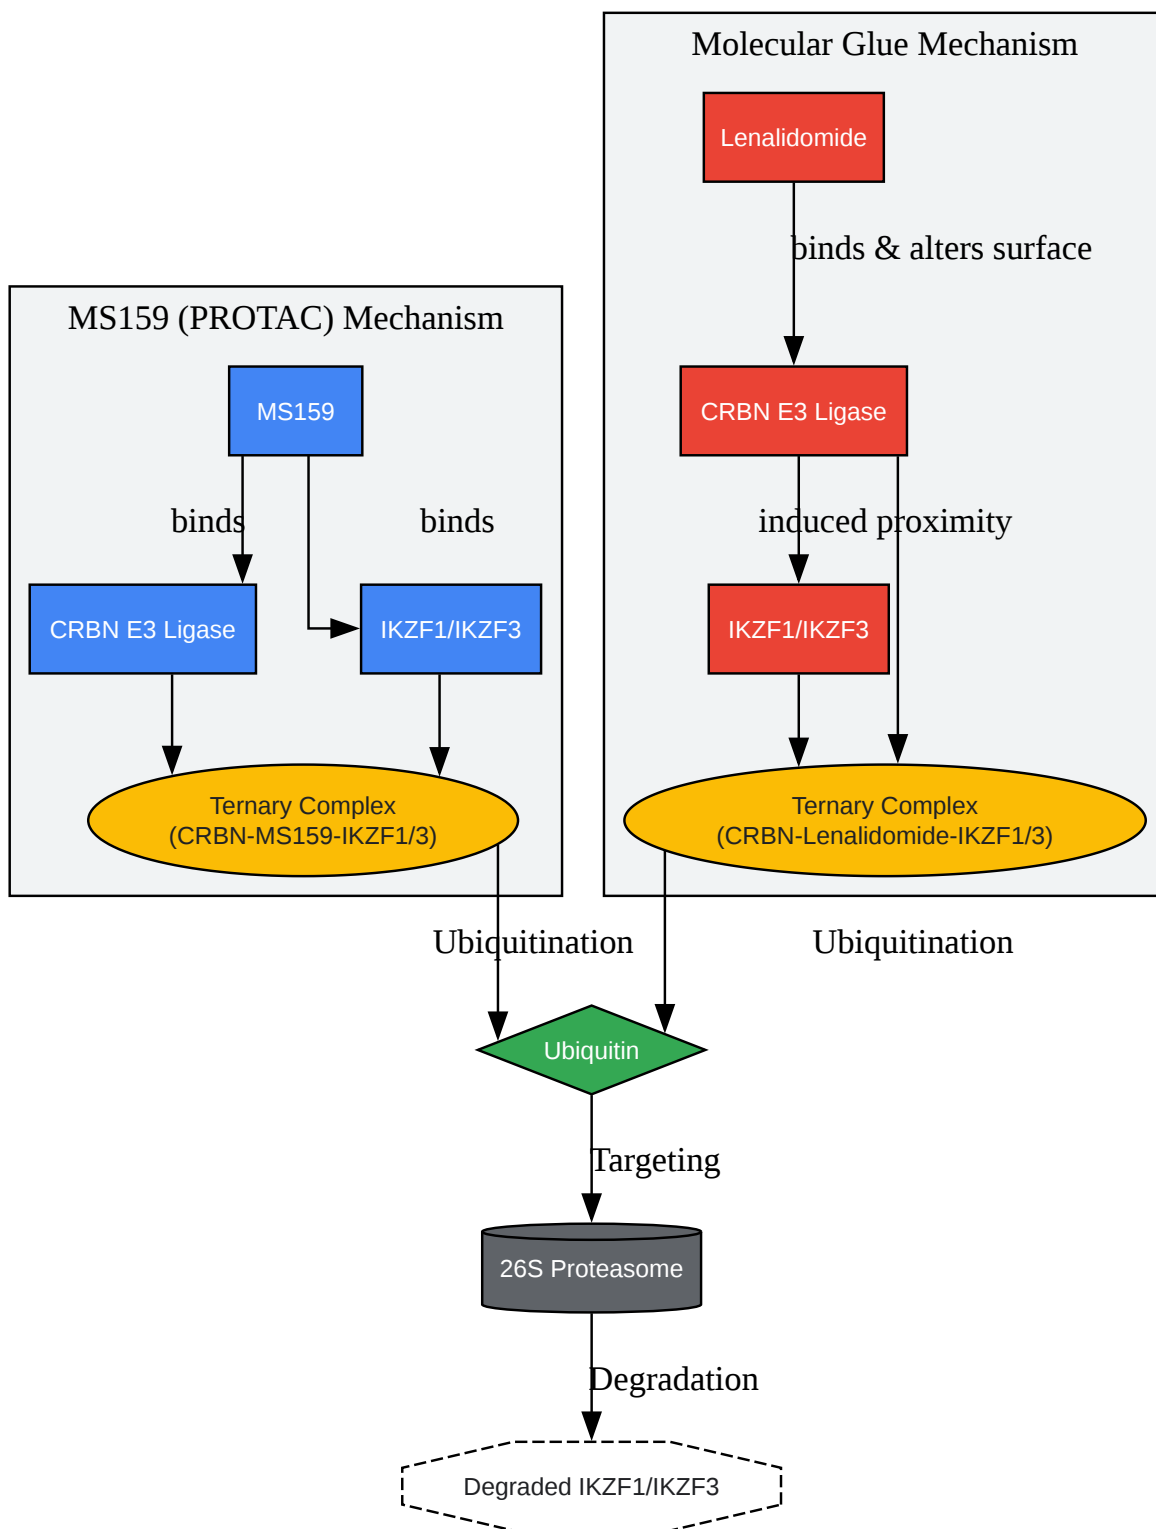 Molecular Glue Mechanism
Lenalidomide
binds & alters surface
MS159 (PROTAC) Mechanism
MS159
CRBN E3 Ligase
binds
binds
induced proximity
CRBN E3 Ligase
IKZF1/IKZF3
IKZF1/IKZF3
Ternary Complex
(CRBN-MS159-IKZF1/3)
Ternary Complex
(CRBN-Lenalidomide-IKZF1/3)
Ubiquitination
Ubiquitination
Ubiquitin
Targeting
26S Proteasome
Degradation
Degraded IKZF1/IKZF3